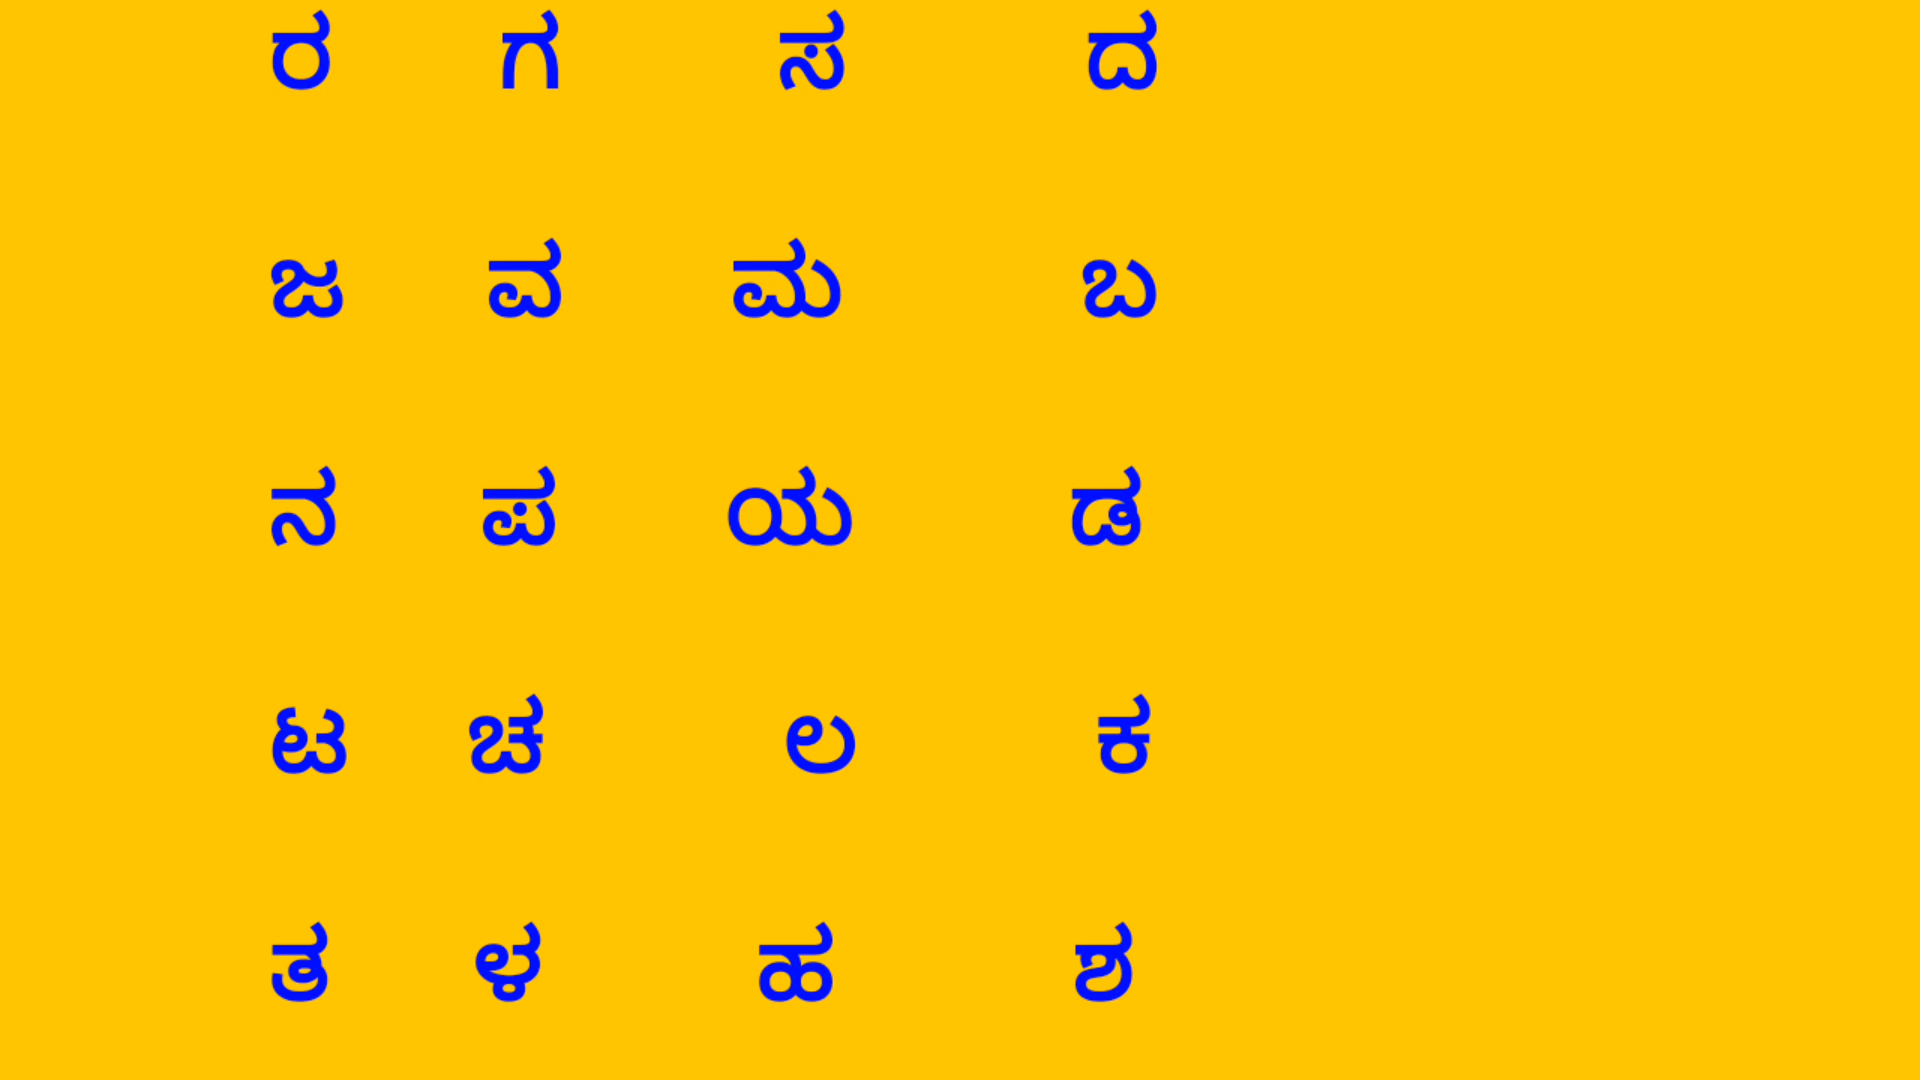 ರ ಗ ಸ ದ
ಜ ವ ಮ ಬ
ನ ಪ ಯ ಡ
ಟ ಚ ಲ ಕ
ತ ಳ ಹ ಶ